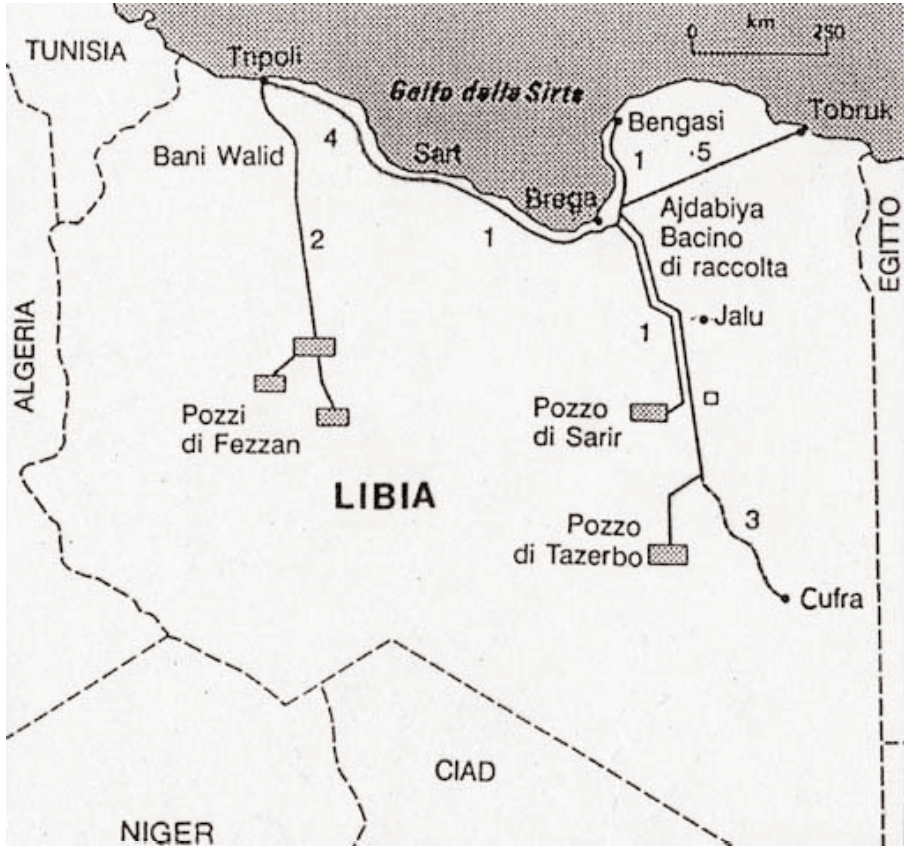 TUNISIA
Tripoli
Golfo della Sirte
km
0 250
Bengasi
Tobruk
Bani Walid
4
Sart
1
5
Brega
Ajdabiya
Bacino
di raccolta
EGITTO
2
1
ALGERIA
1
Jalu
Pozzi
di Fezzan
Pozzo
di Sarir
LIBIA
3
Pozzo
di Tazerbo
Cufra
CIAD
NIGER